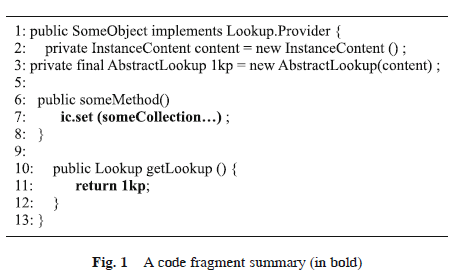 1: public SomeObject implements Lookup.Provider {
2: private InstanceContent content = new InstanceContent () ;
3: private final AbstractLookup 1kp = new AbstractLookup(content) ;
5:
6: public someMethod()
7: ic.set (someCollection...) ;
8: }
9:
10: public Lookup getLookup () {
11: return 1kp;
12: }
13: }
Fig. 1 A code fragment summary (in bold)